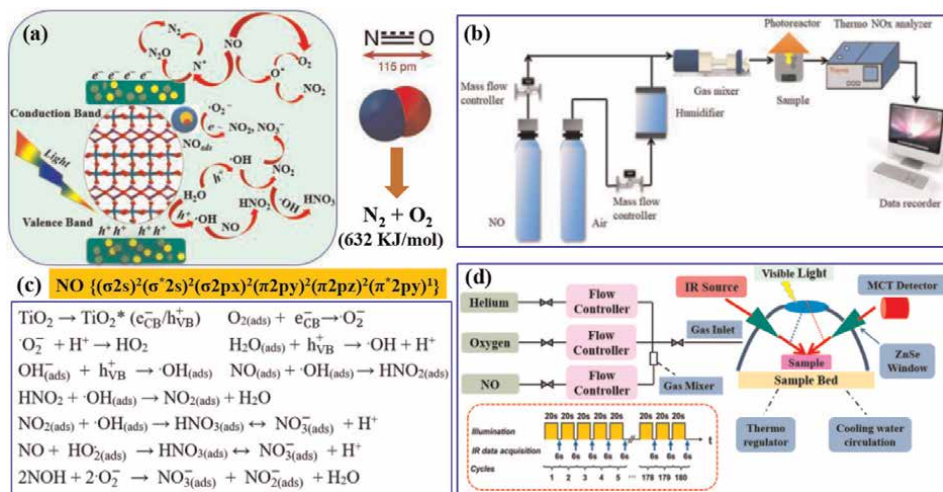 (a)
N₂
N₂O
N*
NO
O*
O₂
NO₂
e⁻ e⁻ e⁻ e⁻
Conduction Band
·O₂⁻
e⁻
NOads
NO₂, NO₃⁻
·OH
NO₂
h⁺
H₂O
HNO₂
·OH
HNO₃
h⁺
·OH
NO
Light
Valence Band
h⁺ h⁺ h⁺ h⁺
N O
115 pm
N₂ + O₂
(632 KJ/mol)
(b)
Photoreactor
Thermo NOx analyzer
Mass flow
controller
Gas mixer
Sample
Humidifier
NO
Air
Mass flow
controller
Data recorder
(c)
NO {(σ2s)²(σ*2s)²(σ2px)²(π2py)²(π2pz)²(π*2py)¹}
TiO₂ → TiO₂* (e⁻CB/h⁺VB) O₂(ads) + e⁻CB→·O₂⁻
·O₂⁻ + H⁺ → HO₂ H₂O(ads) + h⁺VB → ·OH + H⁺
OH⁻(ads) + h⁺VB → ·OH(ads) NO(ads) + ·OH(ads) → HNO₂(ads)
HNO₂ + ·OH(ads) → NO₂(ads) + H₂O
NO₂(ads) + ·OH(ads) → HNO₃(ads) ↔ NO₃⁻(ads) + H⁺
NO + HO₂·(ads) → HNO₃(ads) ↔ NO₃⁻(ads) + H⁺
2NOH + 2·O₂⁻ → NO₃⁻(ads) + NO₂⁻(ads) + H₂O
(d)
Visible Light
IR Source
MCT Detector
Helium
Flow
Controller
Gas Inlet
Oxygen
Flow
Controller
Sample
ZnSe
Window
NO
Flow
Controller
Gas Mixer
Sample Bed
Thermo
regulator
Cooling water
circulation
20s 20s 20s 20s 20s 20s 20s 20s
Illumination
t
IR data acquisition
6s 6s 6s 6s 6s 6s 6s 6s
Cycles
1 2 3 4 5 ... 178 179 180